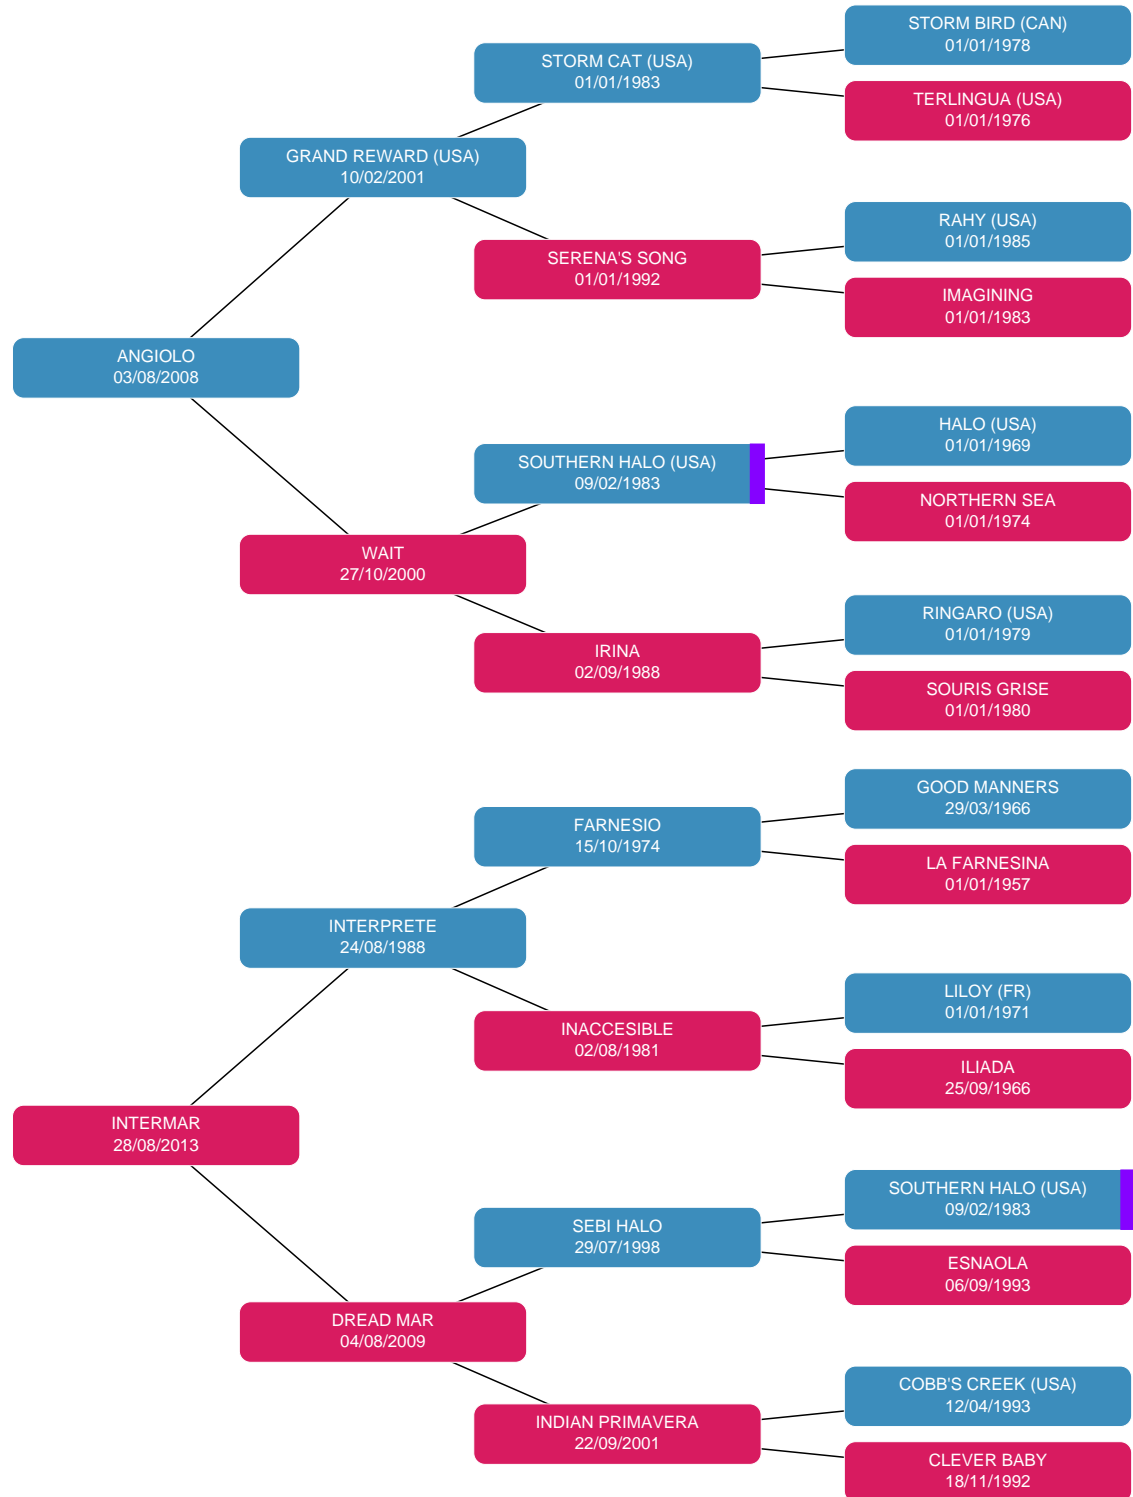 STORM BIRD (CAN)
01/01/1978
STORM CAT (USA)
01/01/1983
TERLINGUA (USA)
01/01/1976
GRAND REWARD (USA)
10/02/2001
RAHY (USA)
01/01/1985
SERENA'S SONG
01/01/1992
IMAGINING
01/01/1983
ANGIOLO
03/08/2008
HALO (USA)
01/01/1969
SOUTHERN HALO (USA)
09/02/1983
NORTHERN SEA
01/01/1974
WAIT
27/10/2000
RINGARO (USA)
01/01/1979
IRINA
02/09/1988
SOURIS GRISE
01/01/1980
GOOD MANNERS
29/03/1966
FARNESIO
15/10/1974
LA FARNESINA
01/01/1957
INTERPRETE
24/08/1988
LILOY (FR)
01/01/1971
INACCESIBLE
02/08/1981
ILIADA
25/09/1966
INTERMAR
28/08/2013
SOUTHERN HALO (USA)
09/02/1983
SEBI HALO
29/07/1998
ESNAOLA
06/09/1993
DREAD MAR
04/08/2009
COBB'S CREEK (USA)
12/04/1993
INDIAN PRIMAVERA
22/09/2001
CLEVER BABY
18/11/1992